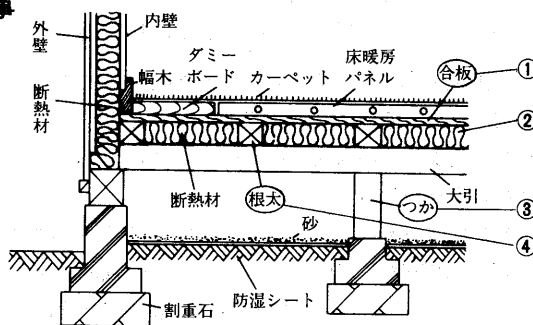 外壁
内壁
断熱材
幅木
ダミーボード
カーペット
床暖房パネル
合板
①
②
断熱材
根太
つか
大引
③
④
砂
防湿シート
割重石